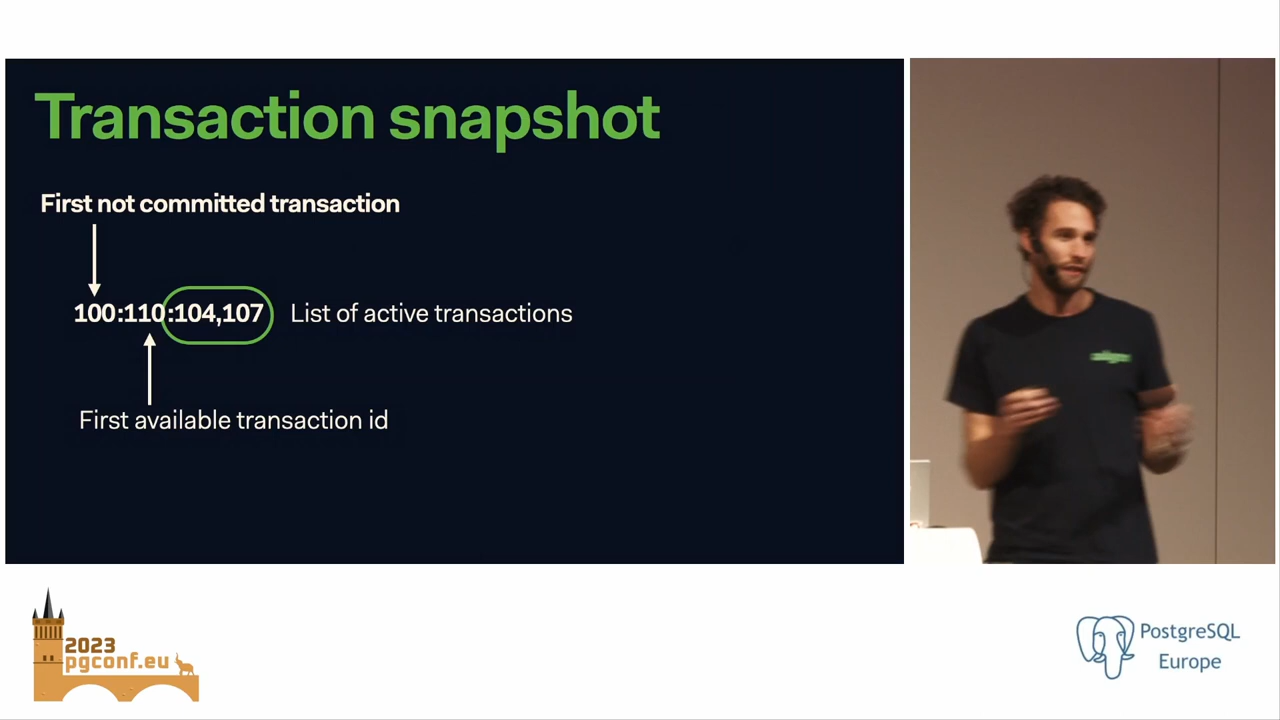 Transaction snapshot
First not committed transaction
100:110:104,107 List of active transactions
First available transaction id
2023
pgconf.eu
PostgreSQL
Europe